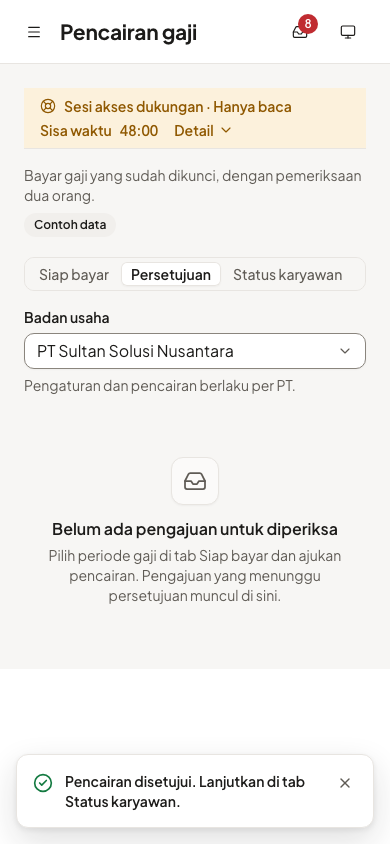 Pencairan gaji
8
Sesi akses dukungan · Hanya baca
Sisa waktu 48:00 Detail
Bayar gaji yang sudah dikunci, dengan pemeriksaan
dua orang.
Contoh data
Siap bayar Persetujuan Status karyawan
Badan usaha
PT Sultan Solusi Nusantara
Pengaturan dan pencairan berlaku per PT.
Belum ada pengajuan untuk diperiksa
Pilih periode gaji di tab Siap bayar dan ajukan
pencairan. Pengajuan yang menunggu
persetujuan muncul di sini.
Pencairan disetujui. Lanjutkan di tab
Status karyawan.